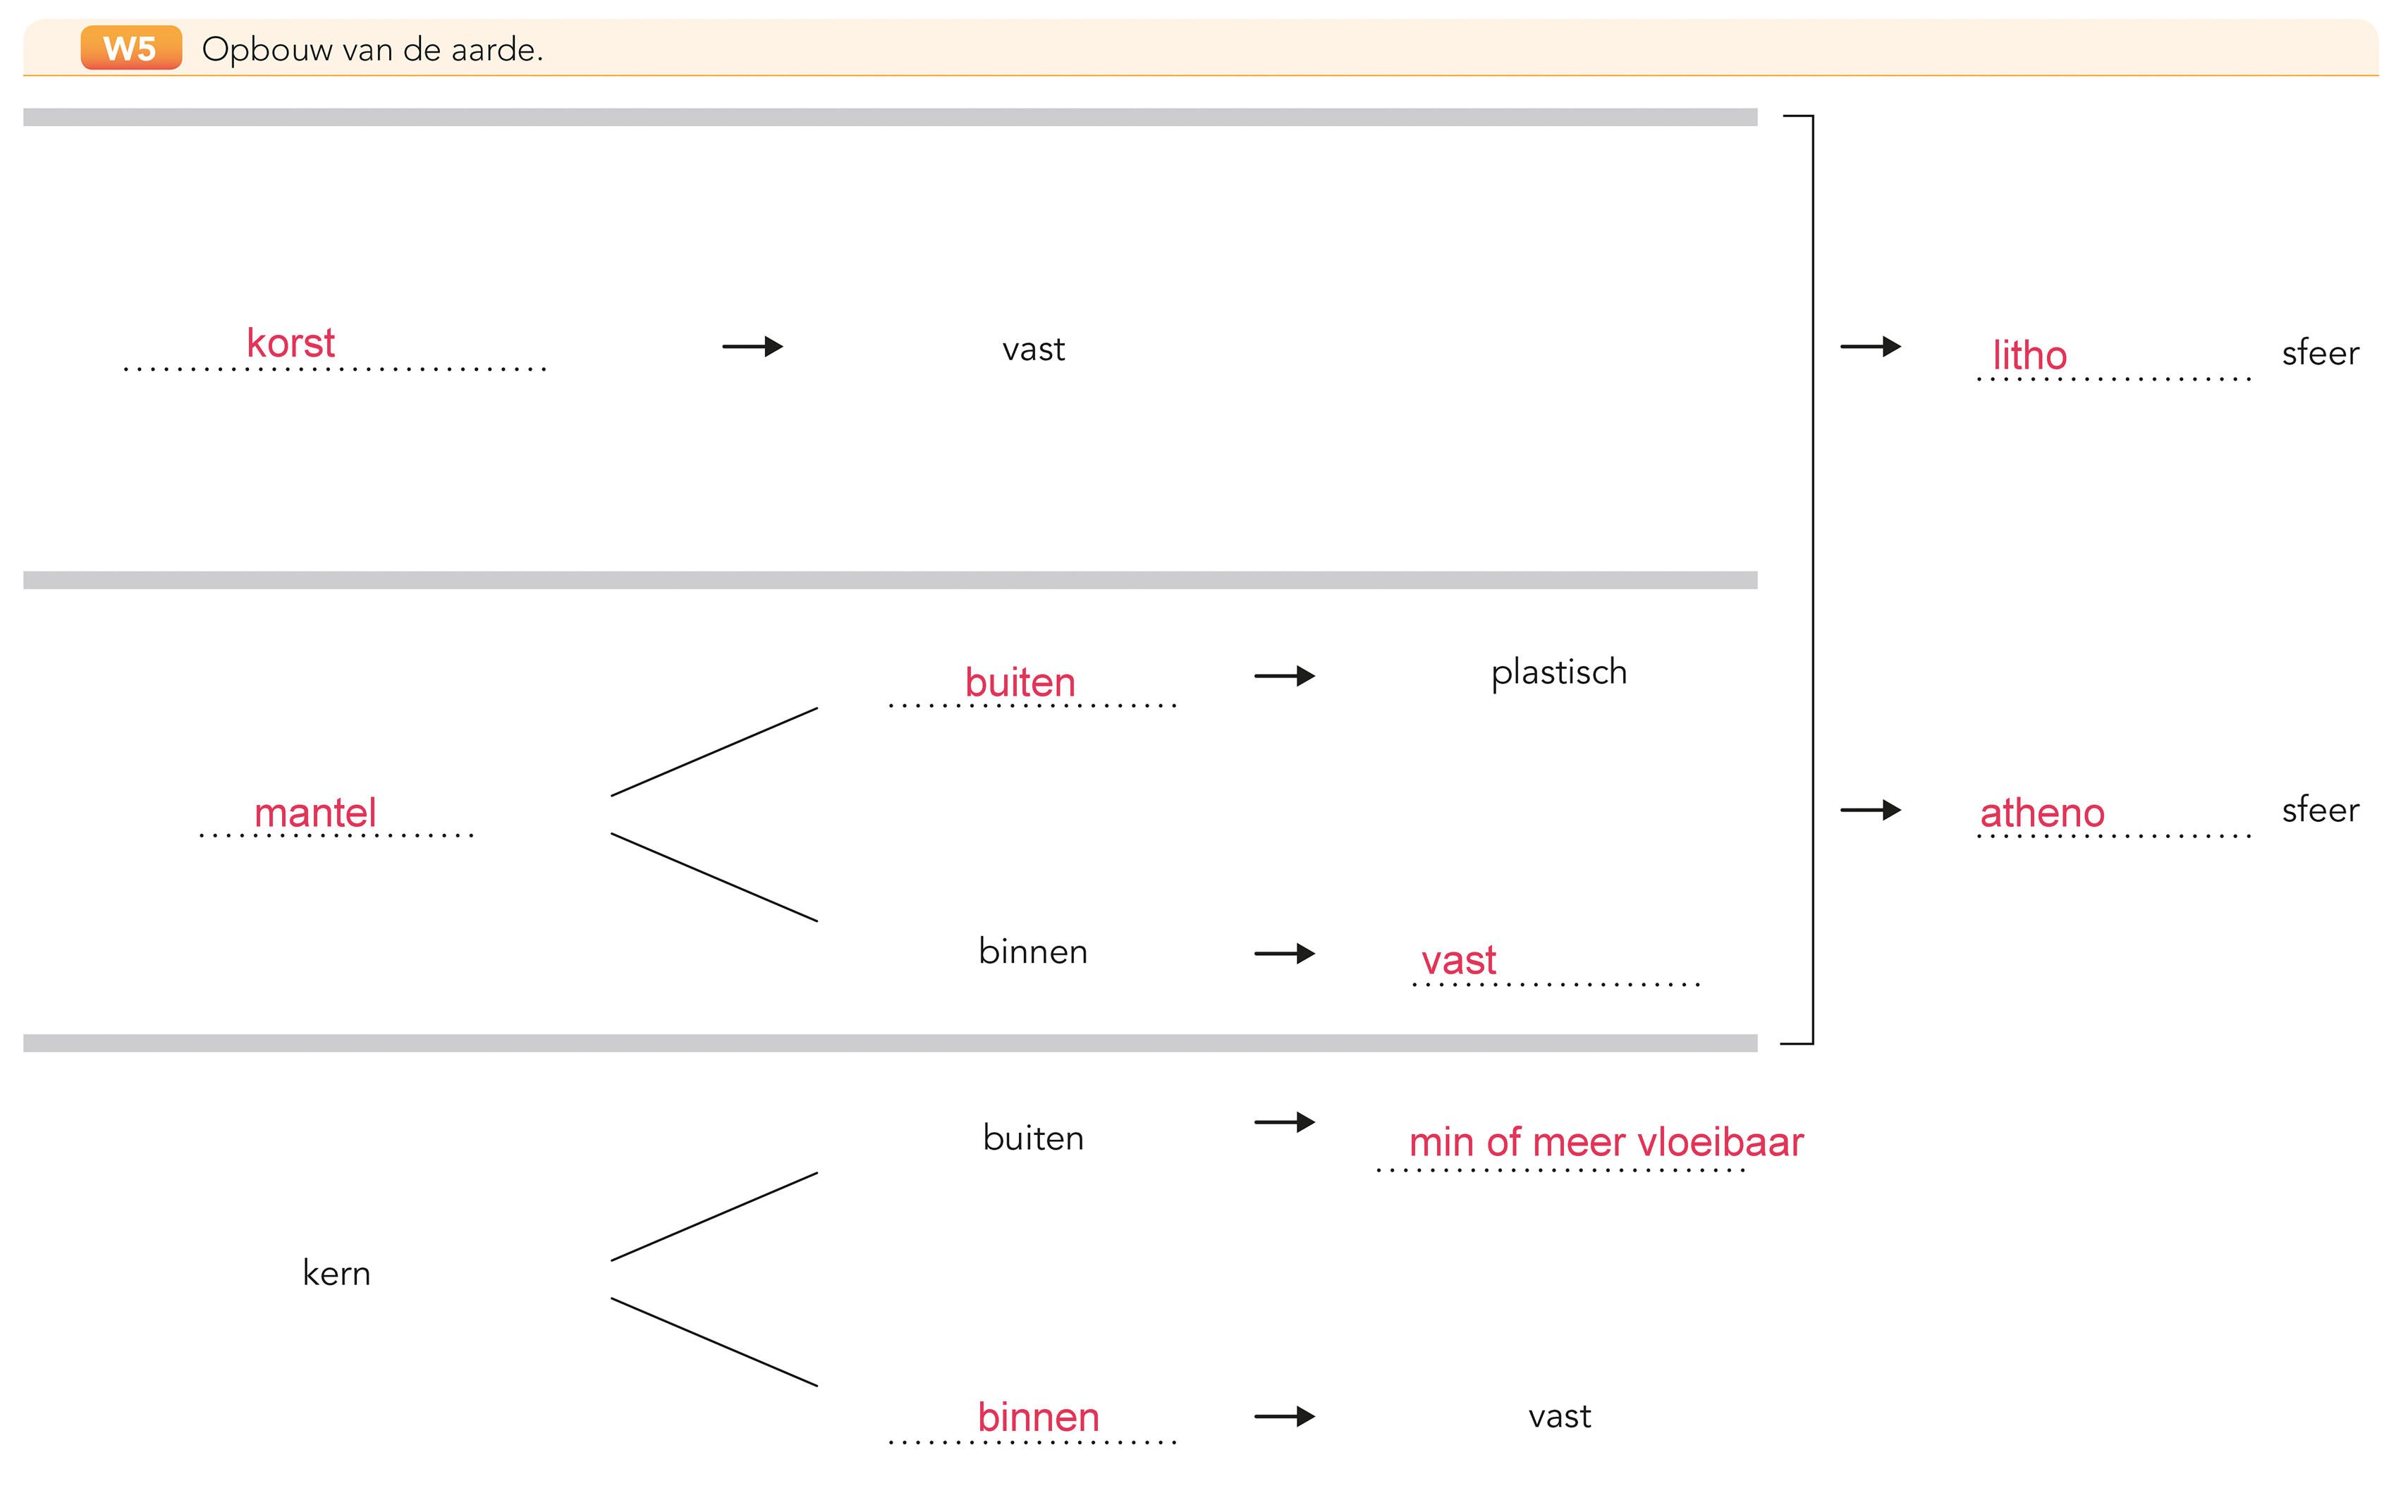 W5 Opbouw van de aarde.
korst → vast → litho sfeer
buiten → plastisch
mantel → atheno sfeer
binnen → vast
buiten → min of meer vloeibaar
kern
binnen → vast